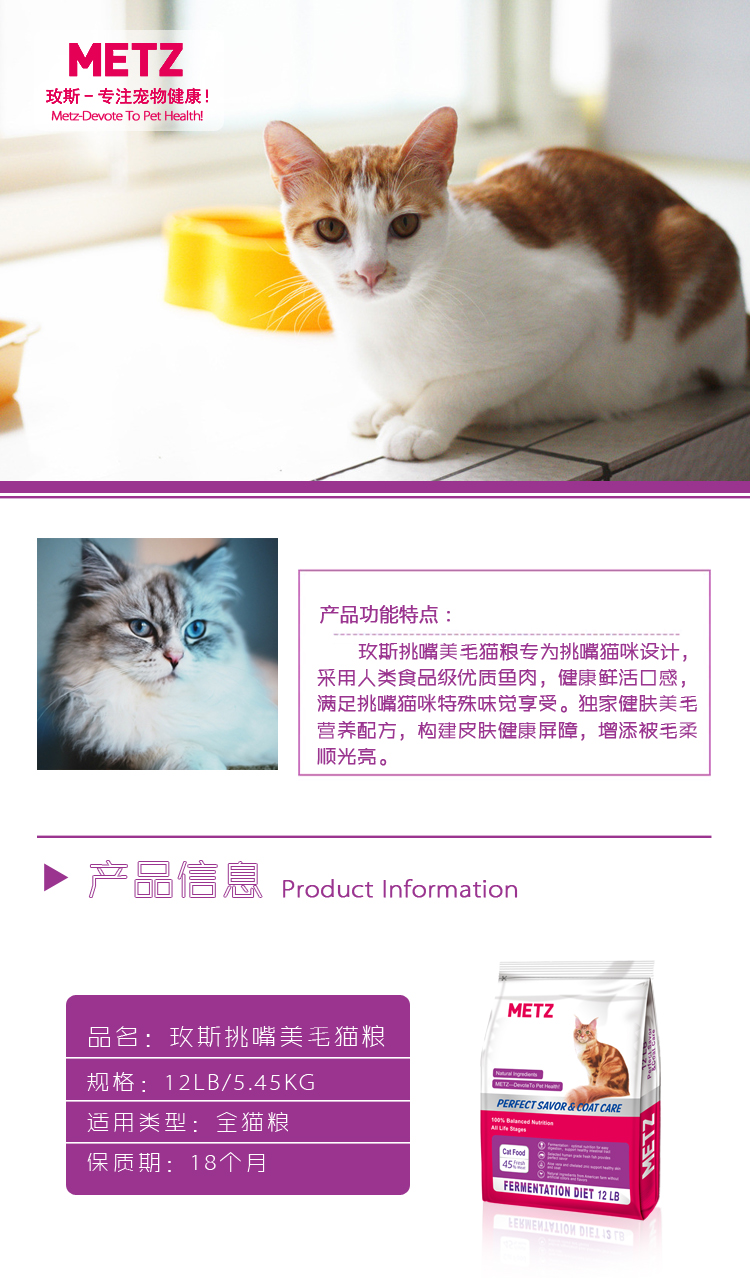 METZ
玫斯－专注宠物健康！
Metz-Devote To Pet Health!
产品功能特点：
玫斯挑嘴美毛猫粮专为挑嘴猫咪设计，
采用人类食品级优质鱼肉，健康鲜活口感，
满足挑嘴猫咪特殊味觉享受。独家健肤美毛
营养配方，构建皮肤健康屏障，增添被毛柔
顺光亮。
产品信息 Product Information
品名：玫斯挑嘴美毛猫粮
规格：12LB/5.45KG
适用类型：全猫粮
保质期：18个月
METZ
Natural Ingredients
METZ—DevoteTo Pet Health!
PERFECT SAVOR & COAT CARE
100% Balanced Nutrition
All Life Stages
Cat Food
45% Fresh
FERMENTATION DIET 12 LB
METZ
12 LB